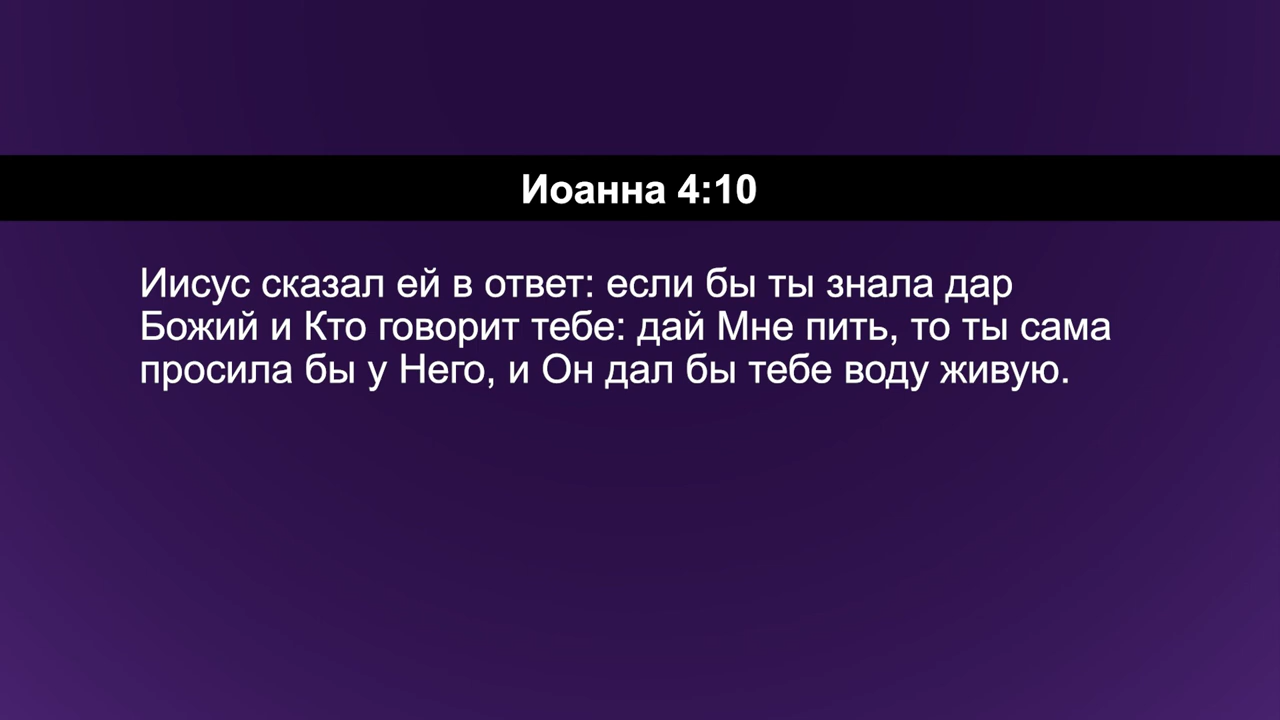 Иоанна 4:10
Иисус сказал ей в ответ: если бы ты знала дар
Божий и Кто говорит тебе: дай Мне пить, то ты сама
просила бы у Него, и Он дал бы тебе воду живую.